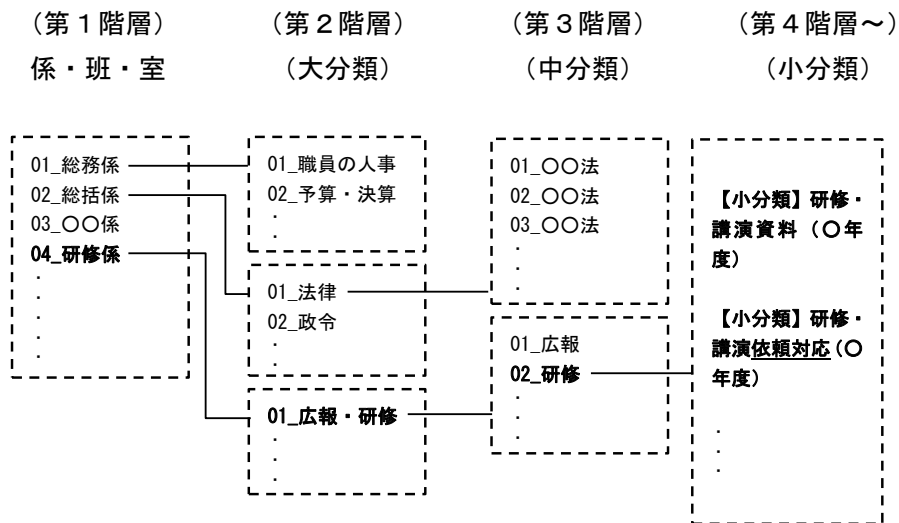 （第１階層）
係・班・室
（第２階層）
（大分類）
（第３階層）
（中分類）
（第４階層～）
（小分類）
01_総務係
02_総括係
03_〇〇係
04_研修係
.
.
.
.
01_職員の人事
02_予算・決算
.
.
01_法律
02_政令
.
.
01_広報・研修
.
.
.
01_〇〇法
02_〇〇法
03_〇〇法
.
.
01_広報
02_研修
.
.
.
【小分類】研修・
講演資料（〇年
度）
【小分類】研修・
講演依頼対応（〇
年度）
.
.
.